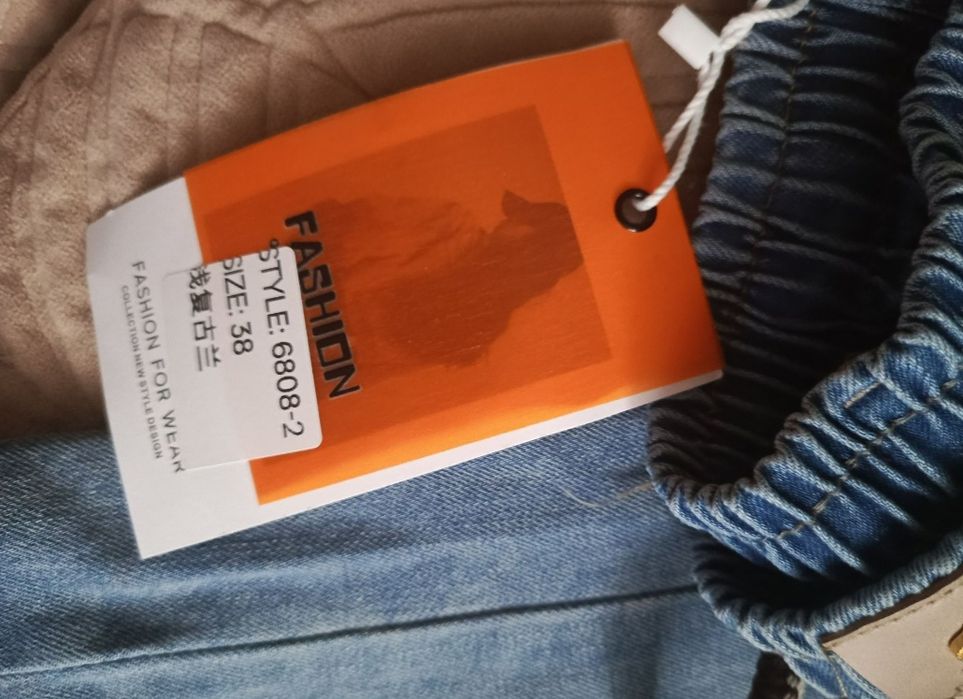 FASHION
STYLE: 6808-2
SIZE: 38
浅复古兰
FASHION FOR WEAR
COLLECTION NEW STYLE DESIGN